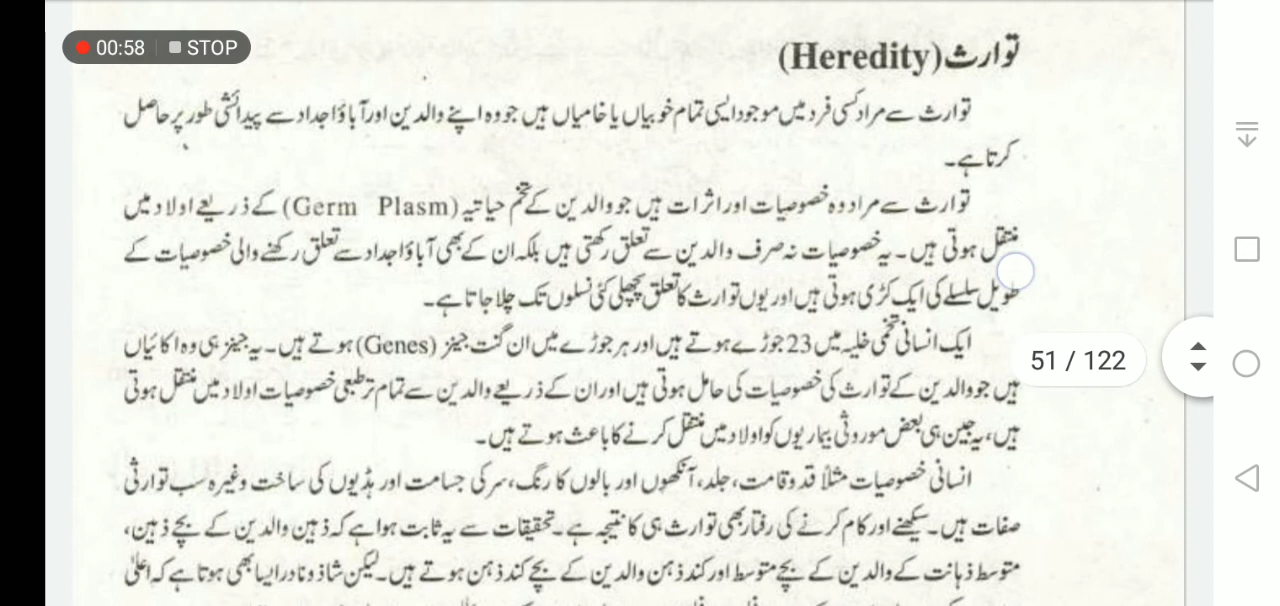 00:58 STOP
توارث (Heredity)
توارث سے مراد کسی فرد میں موجود ایسی تمام خوبیاں یا خامیاں ہیں جو وہ اپنے والدین اور آباؤ اجداد سے پیدائشی طور پر حاصل
کرتا ہے۔
توارث سے مراد وہ خصوصیات اور اثرات ہیں جو والدین کے تخم حیاتیہ (Germ Plasm) کے ذریعے اولاد میں
منتقل ہوتی ہیں۔ یہ خصوصیات نہ صرف والدین سے تعلق رکھتی ہیں بلکہ ان کے بھی آباؤ اجداد سے تعلق رکھنے والی خصوصیات کے
طویل سلسلے کی ایک کڑی ہوتی ہیں اور یوں توارث کا تعلق پچھلی کئی نسلوں تک چلا جاتا ہے۔
ایک انسانی تخمی خلیہ میں 23 جوڑے ہوتے ہیں اور ہر جوڑے میں ان گنت جینز (Genes) ہوتے ہیں۔ یہ جینز ہی وہ اکائیاں
51 / 122
ہیں جو والدین کے توارث کی خصوصیات کی حامل ہوتی ہیں اور ان کے ذریعے والدین سے تمام تر طبعی خصوصیات اولاد میں منتقل ہوتی
ہیں، یہ جین ہی بعض موروثی بیماریوں کو اولاد میں منتقل کرنے کا باعث ہوتے ہیں۔
انسانی خصوصیات مثلاً قد و قامت، جلد، آنکھوں اور بالوں کا رنگ، سر کی جسامت اور ہڈیوں کی ساخت وغیرہ سب توارثی
صفات ہیں۔ سیکھنے اور کام کرنے کی رفتار بھی توارث ہی کا نتیجہ ہے۔ تحقیقات سے یہ ثابت ہوا ہے کہ ذہین والدین کے بچے ذہین،
متوسط ذہانت کے والدین کے بچے متوسط اور کند ذہن والدین کے بچے کند ذہن ہوتے ہیں۔ لیکن شاذ و نادر ایسا بھی ہوتا ہے کہ اعلیٰ